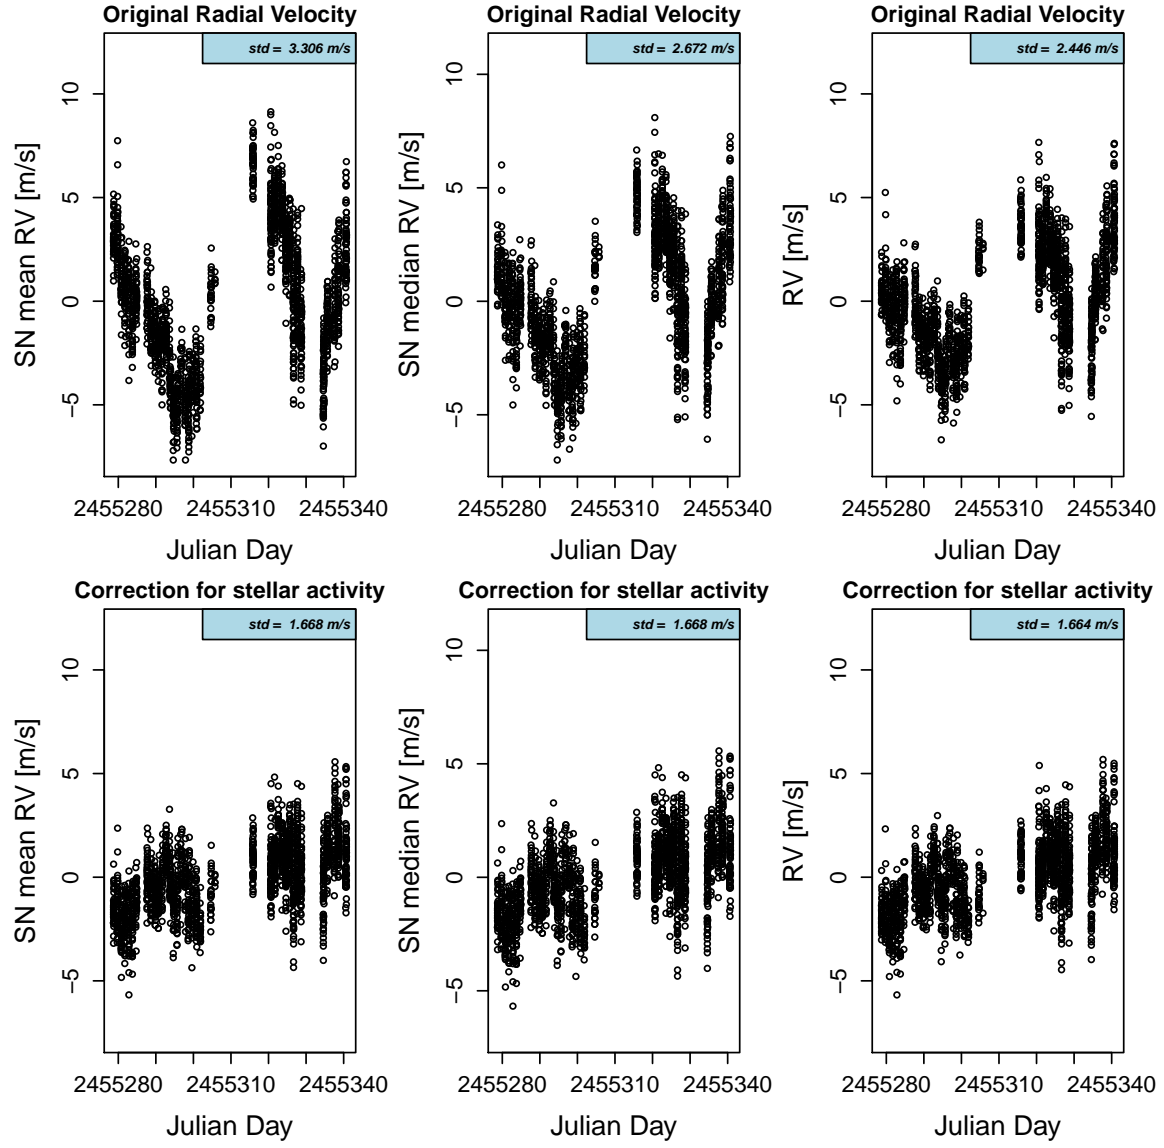 Original Radial Velocity
std = 3.306 m/s
SN mean RV [m/s]
10
5
0
−5
2455280 2455310 2455340
Julian Day
Original Radial Velocity
std = 2.672 m/s
SN median RV [m/s]
10
5
0
−5
2455280 2455310 2455340
Julian Day
Original Radial Velocity
std = 2.446 m/s
RV [m/s]
10
5
0
−5
2455280 2455310 2455340
Julian Day
Correction for stellar activity
std = 1.668 m/s
SN mean RV [m/s]
10
5
0
−5
2455280 2455310 2455340
Julian Day
Correction for stellar activity
std = 1.668 m/s
SN median RV [m/s]
10
5
0
−5
2455280 2455310 2455340
Julian Day
Correction for stellar activity
std = 1.664 m/s
RV [m/s]
10
5
0
−5
2455280 2455310 2455340
Julian Day